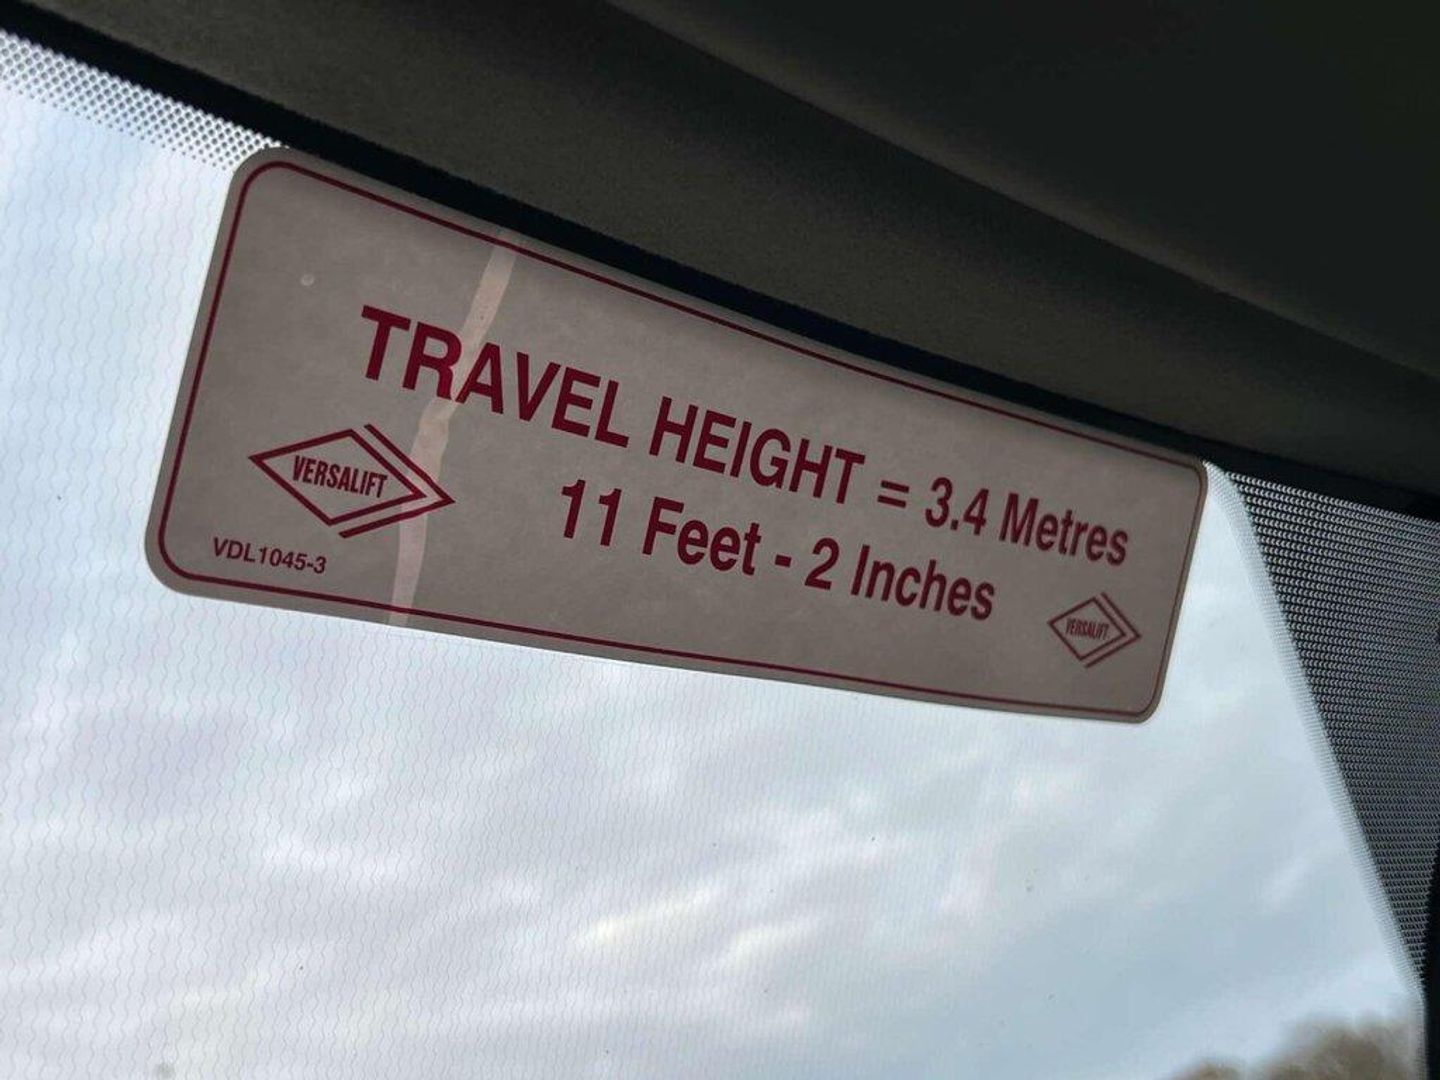 TRAVEL HEIGHT = 3.4 Metres
11 Feet - 2 Inches
VERSALIFT
VDL1045-3
VERSALIFT